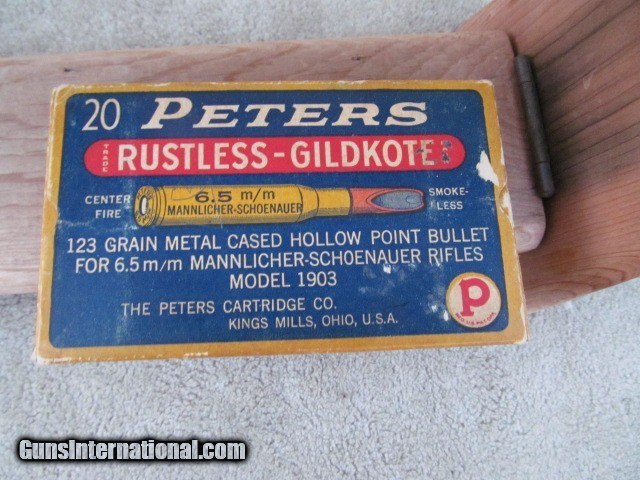 20 PETERS
TRADE RUSTLESS-GILDKOTE
CENTER FIRE
6.5 m/m
MANNLICHER-SCHOENAUER
SMOKE-LESS
123 GRAIN METAL CASED HOLLOW POINT BULLET
FOR 6.5 m/m MANNLICHER-SCHOENAUER RIFLES
MODEL 1903
THE PETERS CARTRIDGE CO.
KINGS MILLS, OHIO, U.S.A.
P
GunsInternational.com